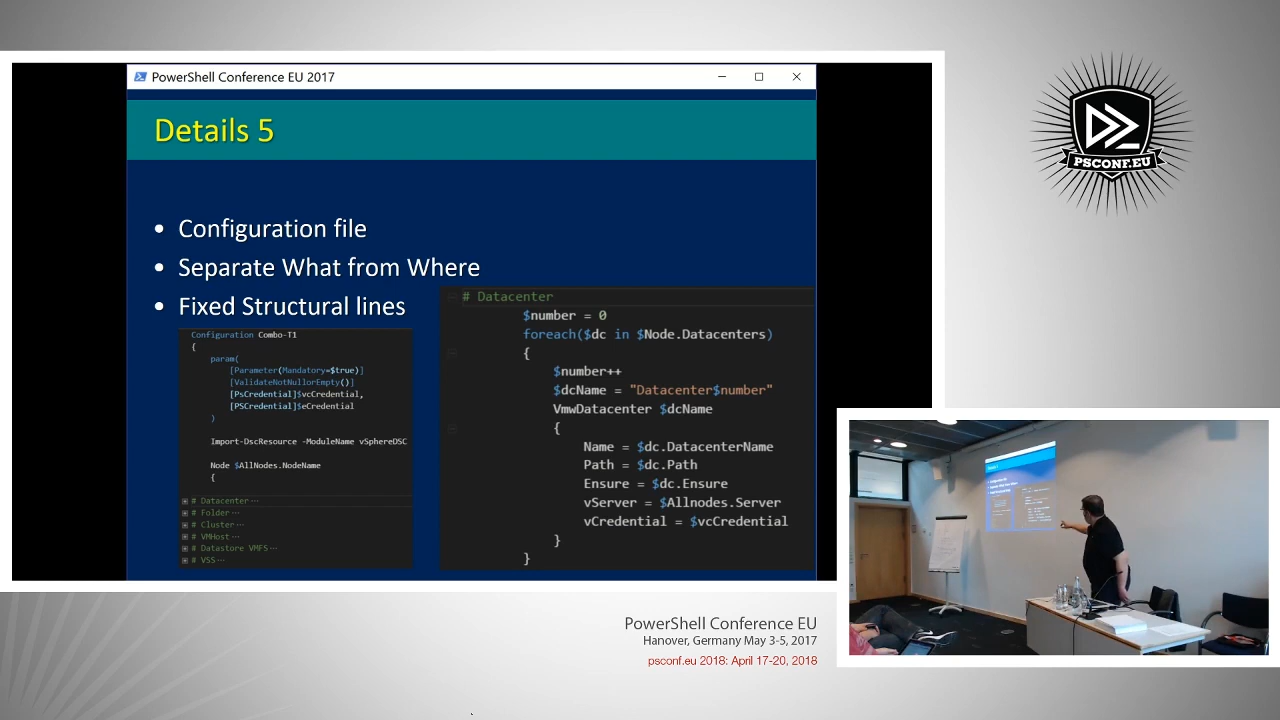 PowerShell Conference EU 2017
Details 5
• Configuration file
• Separate What from Where
• Fixed Structural lines
Configuration Combo-T1
{
param(
[Parameter(Mandatory=$true)]
[ValidateNotNullorEmpty()]
[PsCredential]$vcCredential,
[PSCredential]$eCredential
)
Import-DscResource -ModuleName vSphereDSC
Node $AllNodes.NodeName
{
# Datacenter...
# Folder...
# Cluster...
# VMHost...
# Datastore VMFS...
# VSS...
# Datacenter
$number = 0
foreach($dc in $Node.Datacenters)
{
$number++
$dcName = "Datacenter$number"
VmwDatacenter $dcName
{
Name = $dc.DatacenterName
Path = $dc.Path
Ensure = $dc.Ensure
vServer = $Allnodes.Server
vCredential = $vcCredential
}
}
PSCONF.EU
PowerShell Conference EU
Hanover, Germany May 3-5, 2017
psconf.eu 2018: April 17-20, 2018